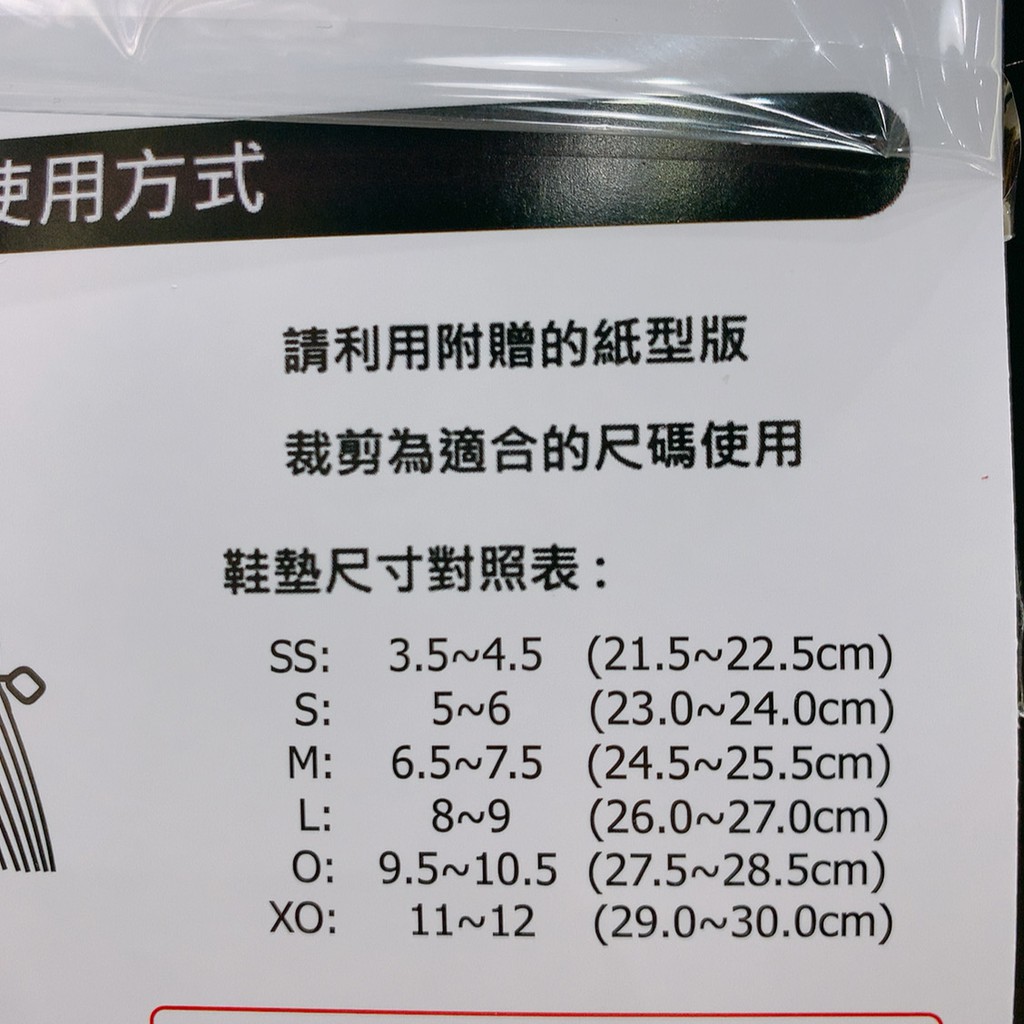 使用方式
請利用附贈的紙型版
裁剪為適合的尺碼使用
鞋墊尺寸對照表:
SS: 3.5~4.5 (21.5~22.5cm)
S: 5~6 (23.0~24.0cm)
M: 6.5~7.5 (24.5~25.5cm)
L: 8~9 (26.0~27.0cm)
O: 9.5~10.5 (27.5~28.5cm)
XO: 11~12 (29.0~30.0cm)